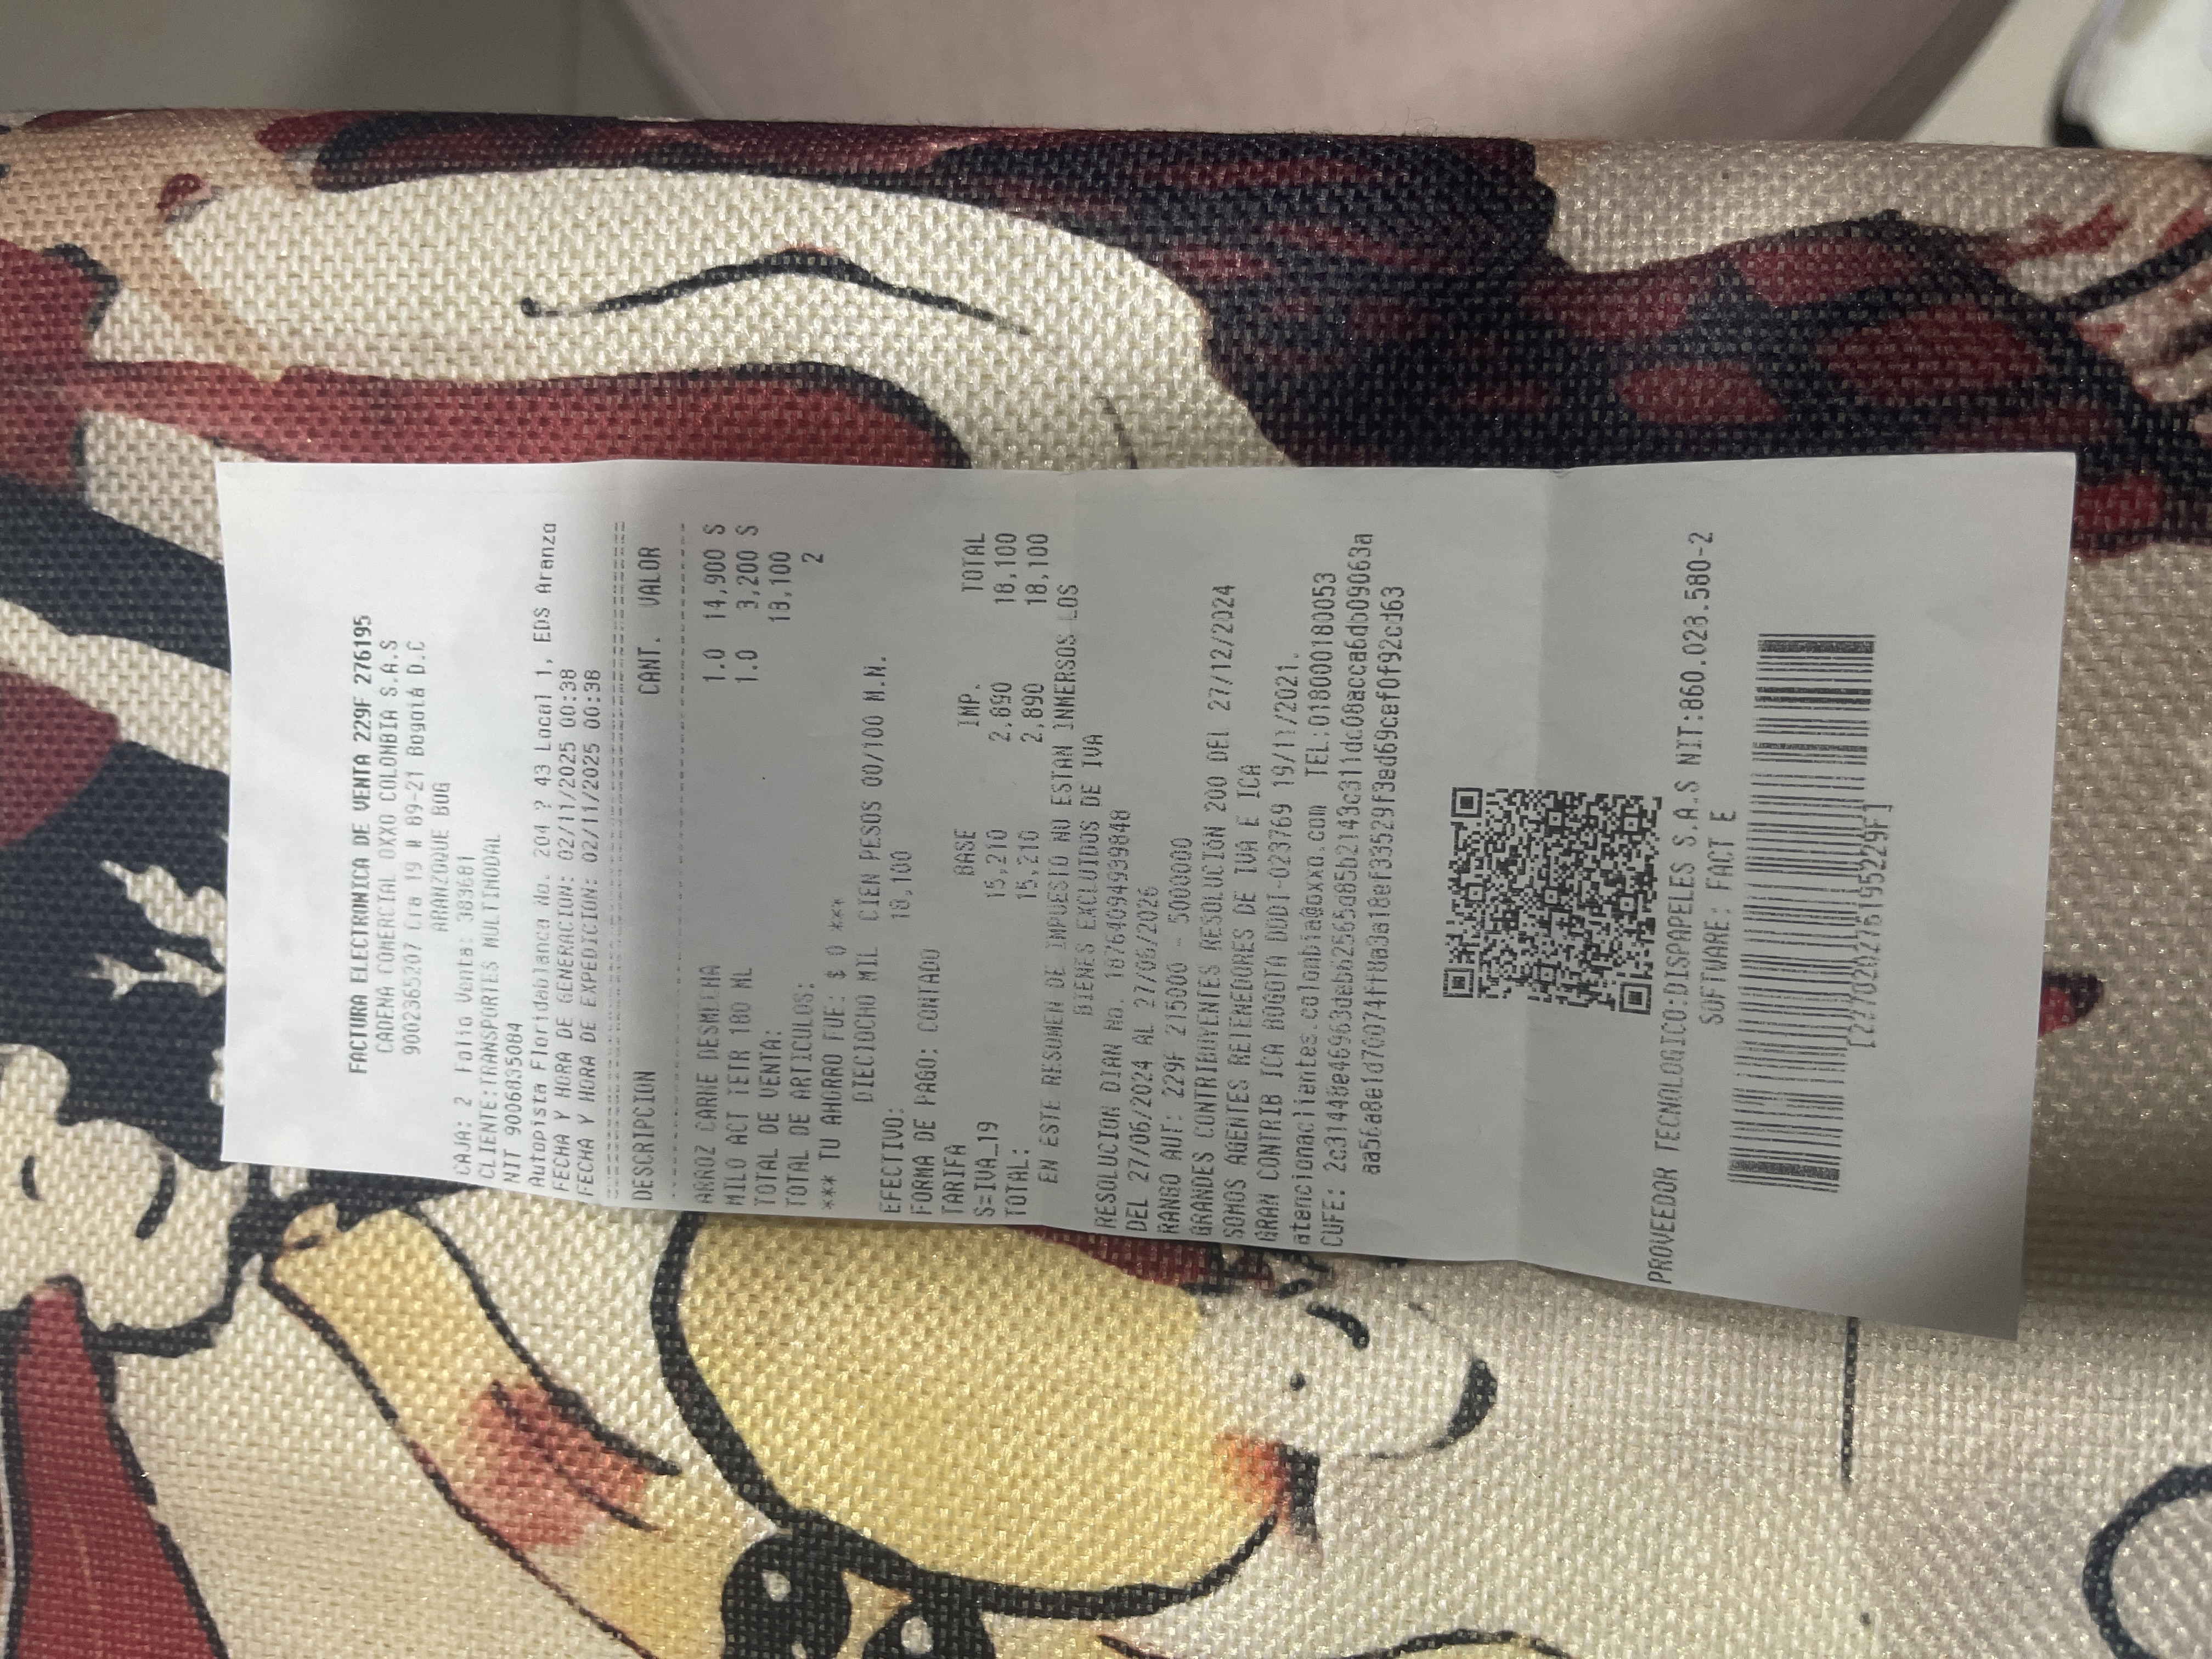 FACTURA ELECTRONICA DE VENTA 229F 276195
CADENA COMERCIAL OXXO COLOMBIA S.A.S
9002365207 Cra 19 # 89-21 Bogotá D.C
ARANZOQUE BOG
CAJA: 2 Folio Venta: 383681
CLIENTE:TRANSPORTES MULTIMODAL
NIT 9006835084
Autopista Floridablanca No. 204 ? 43 Local 1, EDS Aranzo
FECHA Y HORA DE GENERACION: 02/11/2025 00:38
FECHA Y HORA DE EXPEDICION: 02/11/2025 00:38
DESCRIPCION CANT. VALOR
ARROZ CARNE DESMECHA 1.0 14,900 S
MILO ACT TETR 180 ML 1.0 3,200 S
TOTAL DE VENTA: 18,100
TOTAL DE ARTICULOS: 2
*** TU AHORRO FUE: $ 0 ***
DIECIOCHO MIL CIEN PESOS 00/100 M.N.
EFECTIVO: 18,100
FORMA DE PAGO: CONTADO
TARIFA BASE IMP. TOTAL
S=IVA_19 15,210 2,890 18,100
TOTAL: 15,210 2,890 18,100
EN ESTE RESUMEN DE IMPUESTO NO ESTAN INMERSOS LOS
BIENES EXCLUIDOS DE IVA
RESOLUCION DIAN No.
DEL 27/06/2024 AL 27/06/2026
RANGO AUT: 229F 215000 - 5000000
GRANDES CONTRIBUYENTES RESOLUCIÓN 200 DEL 27/12/2024
SOMOS AGENTES RETENEDORES DE IVA E ICA
GRAN CONTRIB ICA BOGOTA DDDI-023769 19/11/2021.
atencionaclientes.colombia@oxxo.com TEL:018000180053
CUFE:
PROVEEDOR TECNOLOGICO:DISPAPELES S.A.S NIT:860.028.580-2
SOFTWARE: FACT E
[227020276195229F]